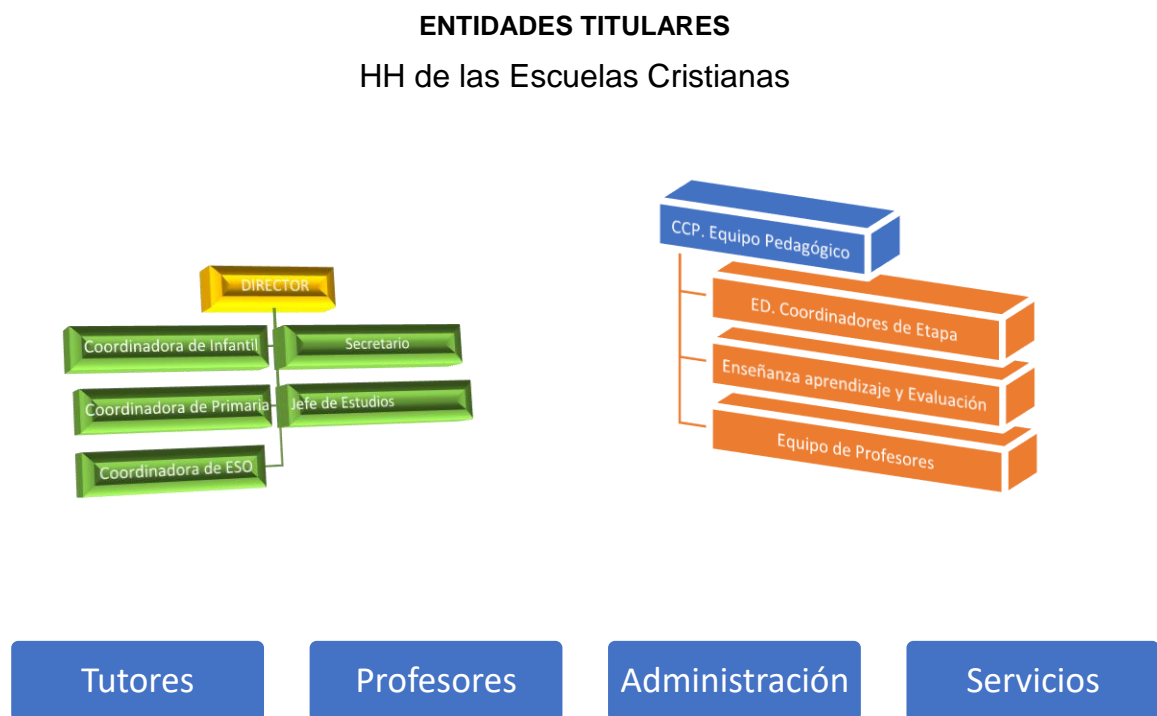 ENTIDADES TITULARES
HH de las Escuelas Cristianas
DIRECTOR
Coordinadora de Infantil
Secretario
Coordinadora de Primaria
Jefe de Estudios
Coordinadora de ESO
CCP. Equipo Pedagógico
ED. Coordinadores de Etapa
Enseñanza aprendizaje y Evaluación
Equipo de Profesores
Tutores
Profesores
Administración
Servicios